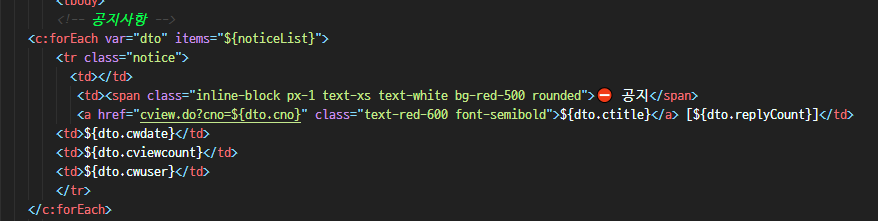 <tbody>
<!-- 공지사항 -->
<c:forEach var="dto" items="${noticeList}">
<tr class="notice">
<td></td>
<td><span class="inline-block px-1 text-xs text-white bg-red-500 rounded">⛔ 공지</span>
<a href="cview.do?cno=${dto.cno}" class="text-red-600 font-semibold">${dto.ctitle}</a> [${dto.replyCount}]</td>
<td>${dto.cwdate}</td>
<td>${dto.cviewcount}</td>
<td>${dto.cwuser}</td>
</tr>
</c:forEach>